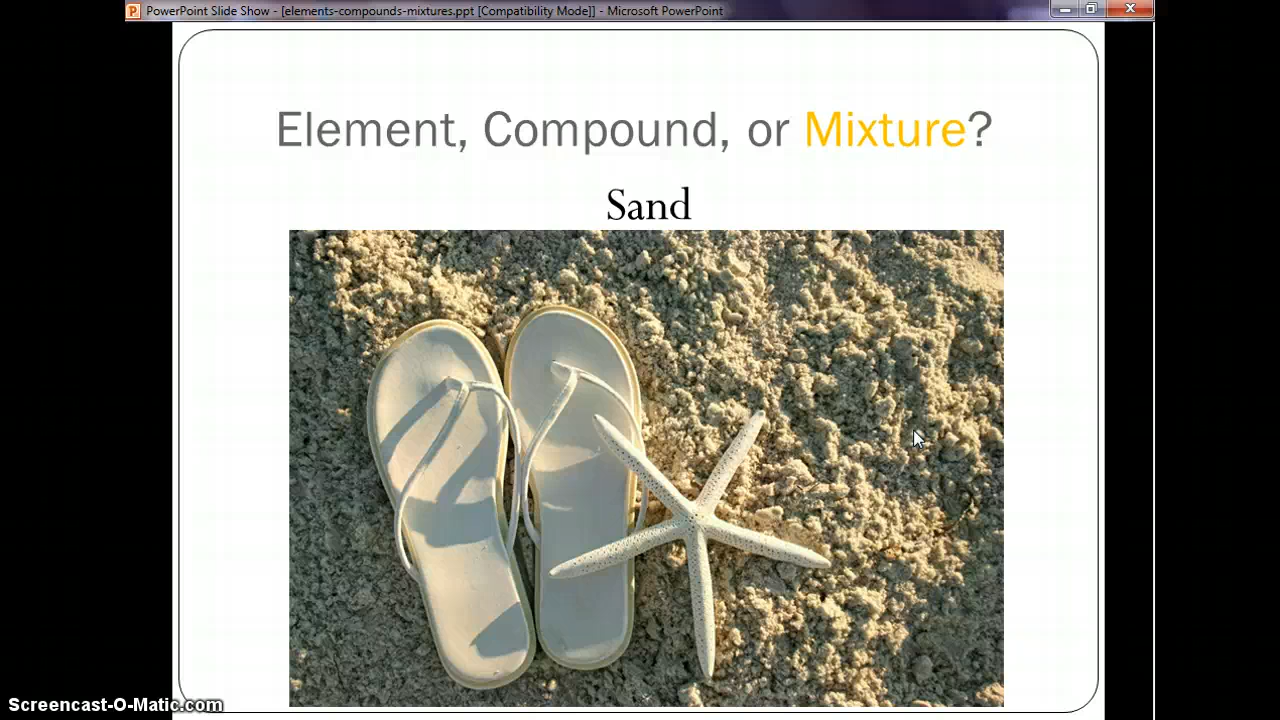 PowerPoint Slide Show - [elements-compounds-mixtures.ppt [Compatibility Mode]] - Microsoft PowerPoint
Element, Compound, or Mixture?
Sand
Screencast-O-Matic.com